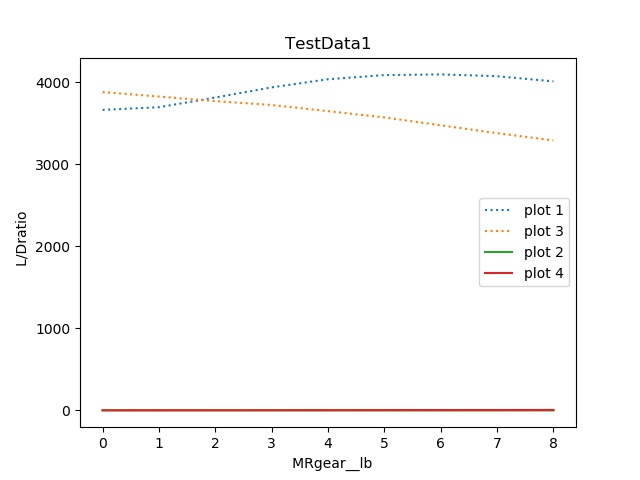 TestData1
4000
3000
2000
1000
0
L/Dratio
plot 1
plot 3
plot 2
plot 4
0 1 2 3 4 5 6 7 8
MRgear__lb